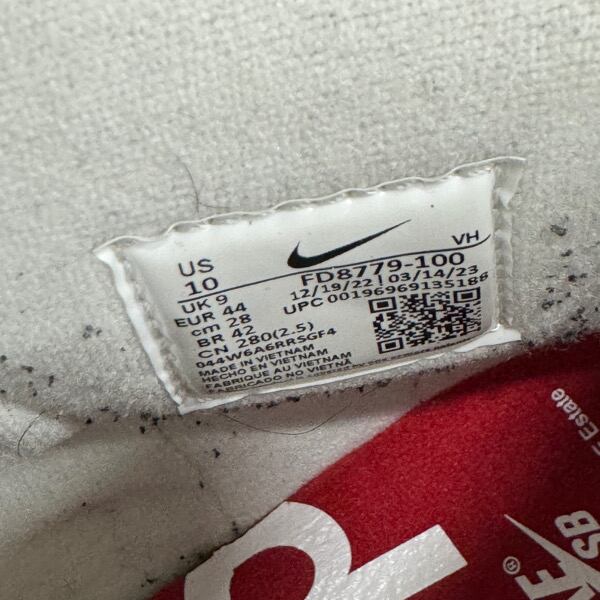 US
10
UK 9
EUR 44
cm 28
BR 42
CN 280(2.5)
044W6A6RRSGF4
MADE IN VIETNAM
HECHO EN VIETNAM
FABRIQUE AU VIETNAM
FABRICADO NO VIETNÃ
VH
FD8779-100
12/19/22 03/14/23
UPC 00196969135186
Estate
SB